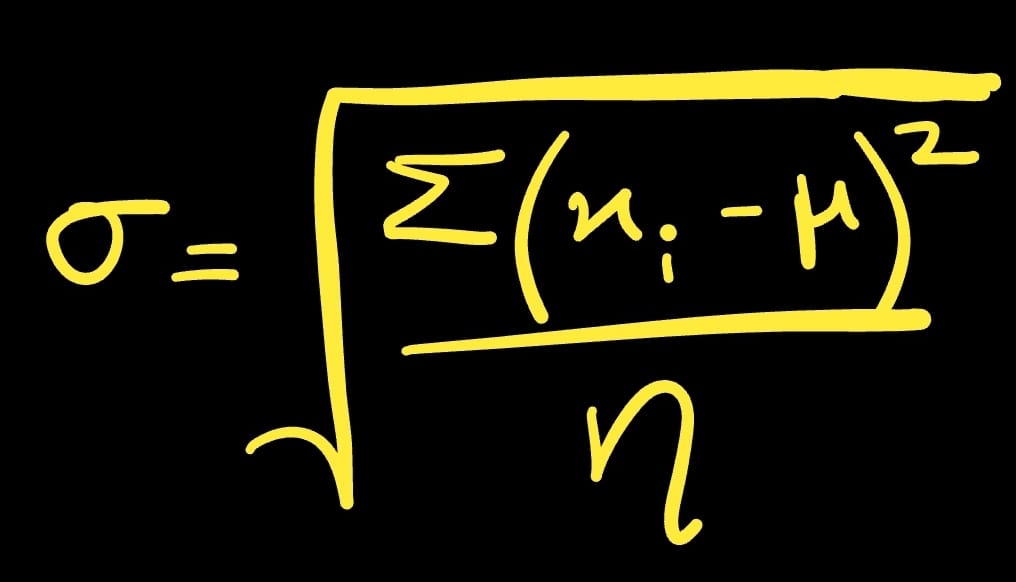 σ = √(Σ(xᵢ - μ)² / n)